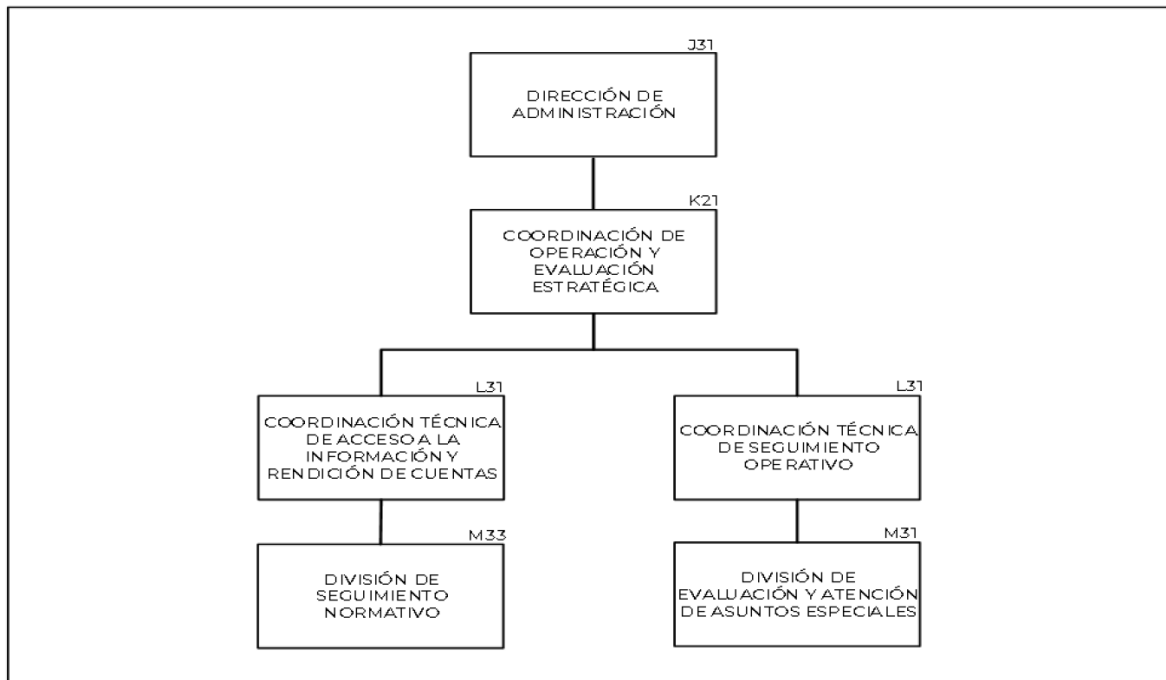 J31
DIRECCIÓN DE
ADMINISTRACIÓN
K21
COORDINACIÓN DE
OPERACIÓN Y
EVALUACIÓN
ESTRATÉGICA
L31
COORDINACIÓN TÉCNICA
DE ACCESO A LA
INFORMACIÓN Y
RENDICIÓN DE CUENTAS
L31
COORDINACIÓN TÉCNICA
DE SEGUIMIENTO
OPERATIVO
M33
DIVISIÓN DE
SEGUIMIENTO
NORMATIVO
M31
DIVISIÓN DE
EVALUACIÓN Y ATENCIÓN
DE ASUNTOS ESPECIALES